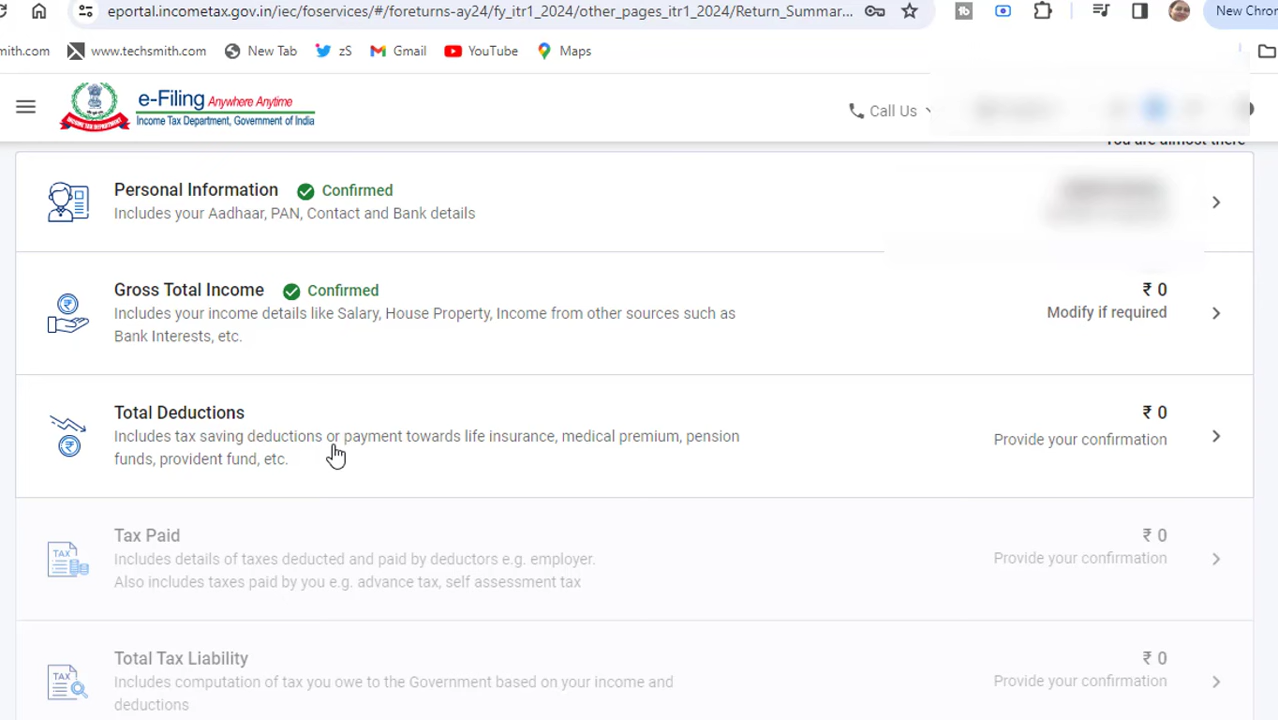 eportal.incometax.gov.in/iec/foservices/#/foreturns-ay24/fy_itr1_2024/other_pages_itr1_2024/Return_Summar...
New Chron
mith.com
www.techsmith.com
New Tab
zS
Gmail
YouTube
Maps
e-Filing Anywhere Anytime
Income Tax Department, Government of India
Call Us
You are almost there
Personal Information Confirmed
Includes your Aadhaar, PAN, Contact and Bank details
Gross Total Income Confirmed
₹ 0
Includes your income details like Salary, House Property, Income from other sources such as
Bank Interests, etc.
Modify if required
Total Deductions
₹ 0
Includes tax saving deductions or payment towards life insurance, medical premium, pension
funds, provident fund, etc.
Provide your confirmation
Tax Paid
₹ 0
Includes details of taxes deducted and paid by deductors e.g. employer.
Also includes taxes paid by you e.g. advance tax, self assessment tax
Provide your confirmation
TAX
Total Tax Liability
₹ 0
Includes computation of tax you owe to the Government based on your income and
deductions
Provide your confirmation
TAX